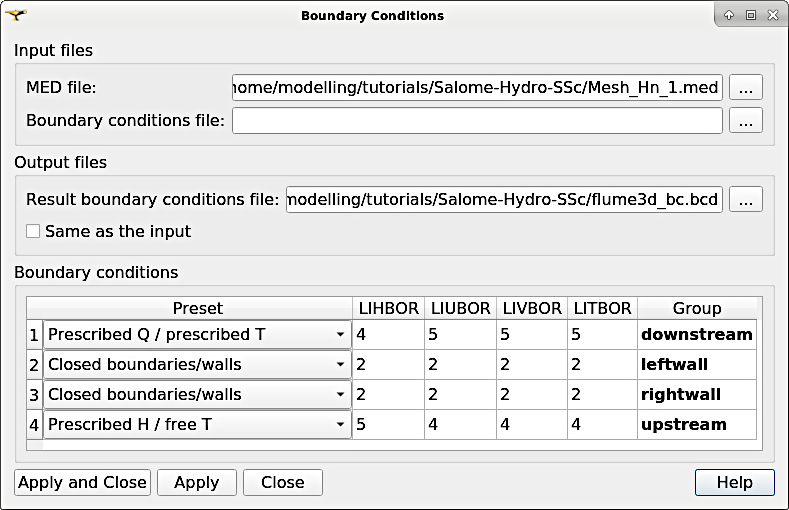 Boundary Conditions
Input files
MED file: home/modelling/tutorials/Salome-Hydro-SSc/Mesh_Hn_1.med ...
Boundary conditions file: ...
Output files
Result boundary conditions file: modelling/tutorials/Salome-Hydro-SSc/flume3d_bc.bcd ...
Same as the input
Boundary conditions
Preset LIHBOR LIUBOR LIVBOR LITBOR Group
1 Prescribed Q / prescribed T 4 5 5 5 downstream
2 Closed boundaries/walls 2 2 2 2 leftwall
3 Closed boundaries/walls 2 2 2 2 rightwall
4 Prescribed H / free T 5 4 4 4 upstream
Apply and Close Apply Close Help